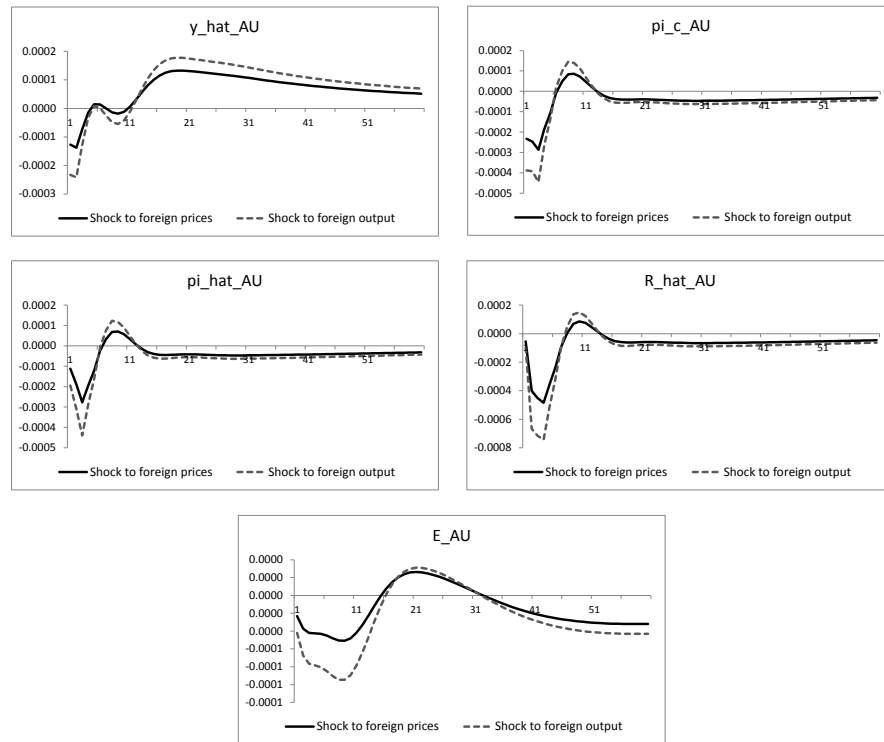 y_hat_AU
0.0002
0.0001
0.0000
-0.0001
-0.0002
-0.0003
1 11 21 31 41 51
Shock to foreign prices Shock to foreign output
pi_c_AU
0.0002
0.0001
0.0000
-0.0001
-0.0002
-0.0003
-0.0004
-0.0005
1 11 21 31 41 51
Shock to foreign prices Shock to foreign output
pi_hat_AU
0.0002
0.0001
0.0000
-0.0001
-0.0002
-0.0003
-0.0004
-0.0005
1 11 21 31 41 51
Shock to foreign prices Shock to foreign output
R_hat_AU
0.0002
0.0000
-0.0002
-0.0004
-0.0006
-0.0008
1 11 21 31 41 51
Shock to foreign prices Shock to foreign output
E_AU
0.0000
0.0000
0.0000
0.0000
0.0000
-0.0001
-0.0001
-0.0001
-0.0001
1 11 21 31 41 51
Shock to foreign prices Shock to foreign output